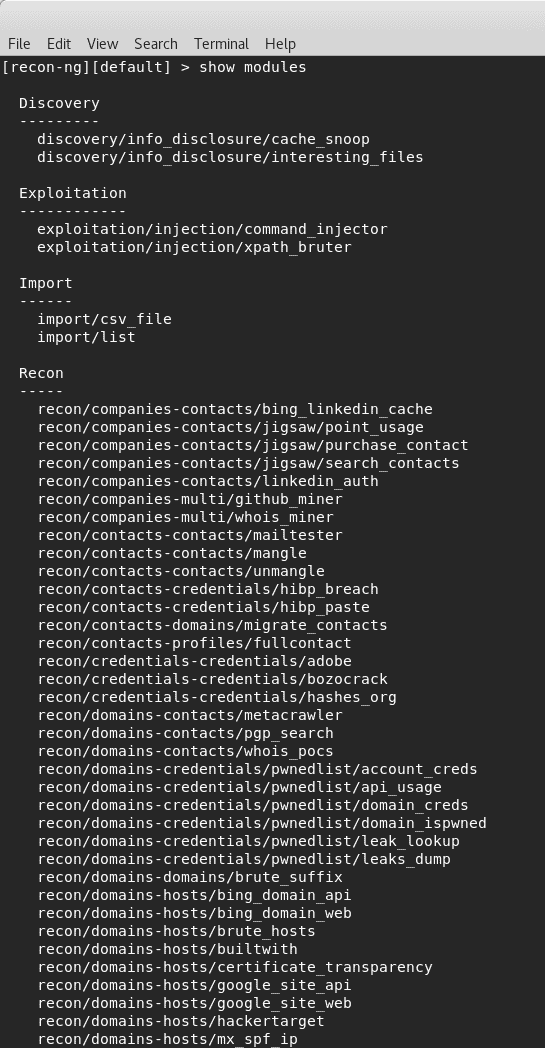 File Edit View Search Terminal Help
[recon-ng][default] > show modules
Discovery
---------
discovery/info_disclosure/cache_snoop
discovery/info_disclosure/interesting_files
Exploitation
------------
exploitation/injection/command_injector
exploitation/injection/xpath_bruter
Import
------
import/csv_file
import/list
Recon
-----
recon/companies-contacts/bing_linkedin_cache
recon/companies-contacts/jigsaw/point_usage
recon/companies-contacts/jigsaw/purchase_contact
recon/companies-contacts/jigsaw/search_contacts
recon/companies-contacts/linkedin_auth
recon/companies-multi/github_miner
recon/companies-multi/whois_miner
recon/contacts-contacts/mailtester
recon/contacts-contacts/mangle
recon/contacts-contacts/unmangle
recon/contacts-credentials/hibp_breach
recon/contacts-credentials/hibp_paste
recon/contacts-domains/migrate_contacts
recon/contacts-profiles/fullcontact
recon/credentials-credentials/adobe
recon/credentials-credentials/bozocrack
recon/credentials-credentials/hashes_org
recon/domains-contacts/metacrawler
recon/domains-contacts/pgp_search
recon/domains-contacts/whois_pocs
recon/domains-credentials/pwnedlist/account_creds
recon/domains-credentials/pwnedlist/api_usage
recon/domains-credentials/pwnedlist/domain_creds
recon/domains-credentials/pwnedlist/domain_ispwned
recon/domains-credentials/pwnedlist/leak_lookup
recon/domains-credentials/pwnedlist/leaks_dump
recon/domains-domains/brute_suffix
recon/domains-hosts/bing_domain_api
recon/domains-hosts/bing_domain_web
recon/domains-hosts/brute_hosts
recon/domains-hosts/builtwith
recon/domains-hosts/certificate_transparency
recon/domains-hosts/google_site_api
recon/domains-hosts/google_site_web
recon/domains-hosts/hackertarget
recon/domains-hosts/mx_spf_ip